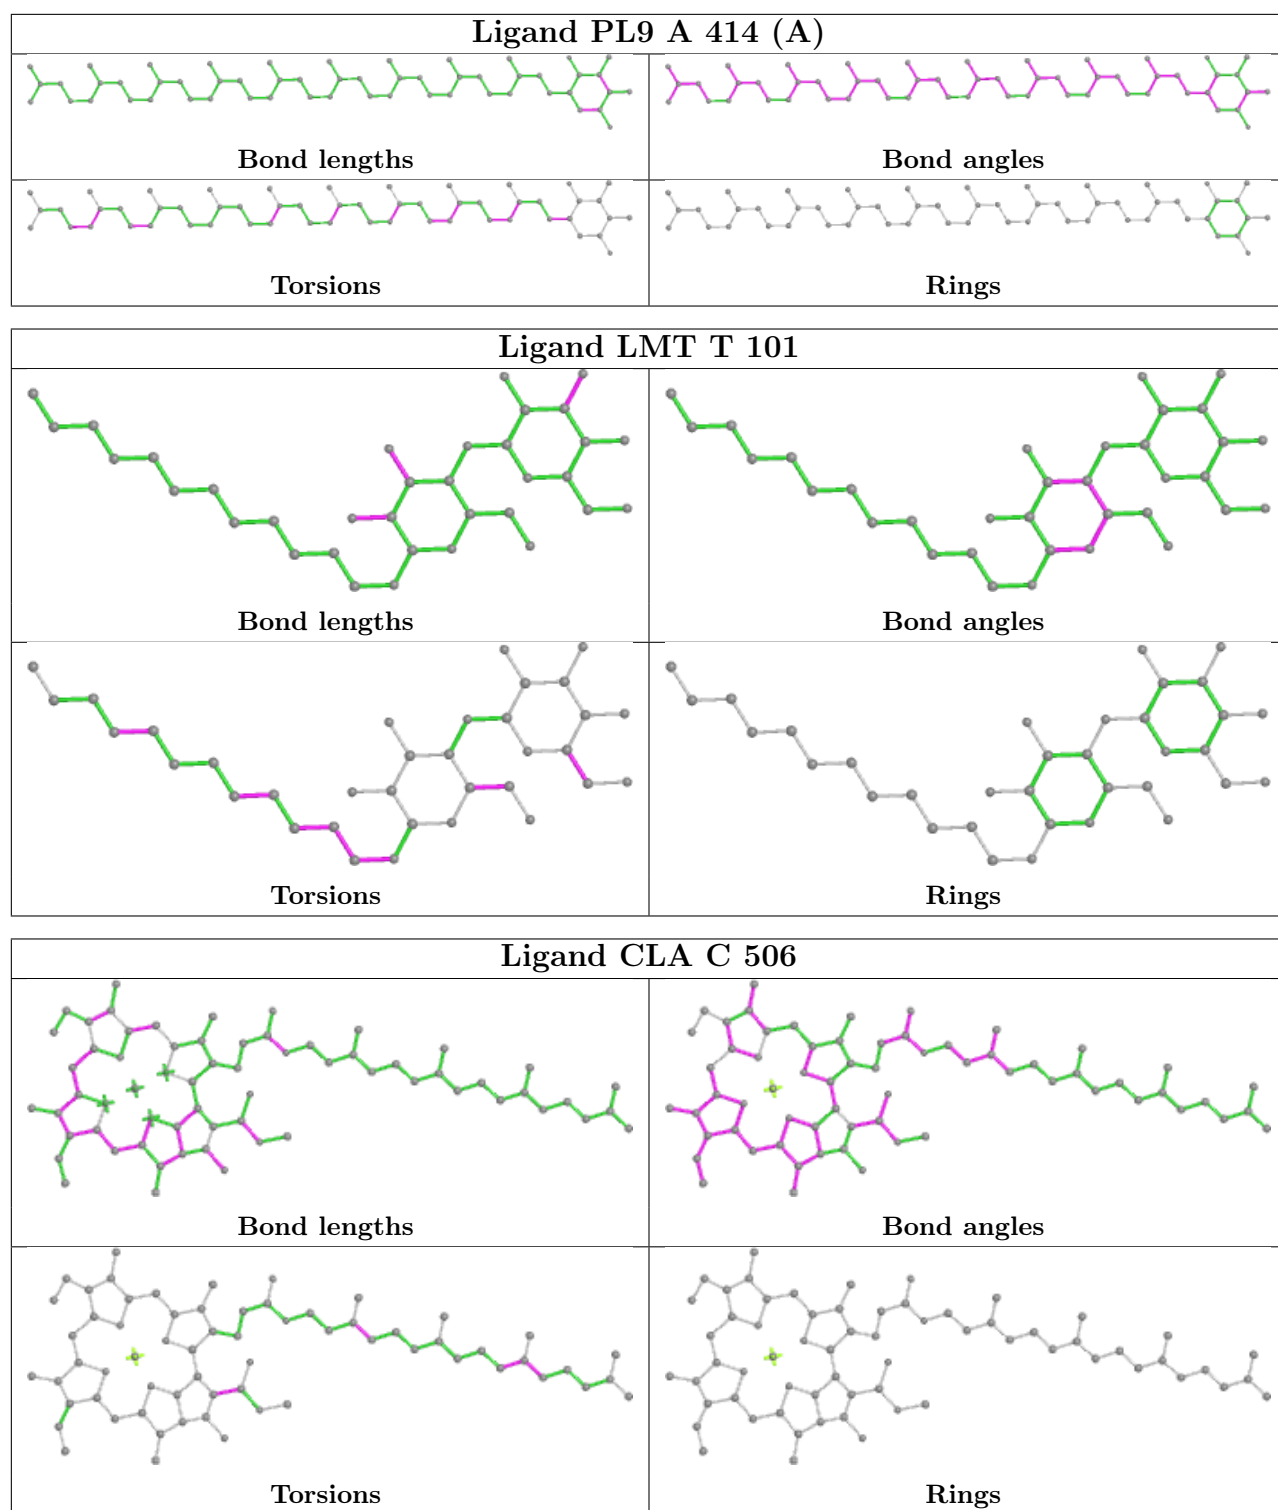 Ligand PL9 A 414 (A)
Bond lengths
Bond angles
Torsions
Rings
Ligand LMT T 101
Bond lengths
Bond angles
Torsions
Rings
Ligand CLA C 506
Bond lengths
Bond angles
Torsions
Rings